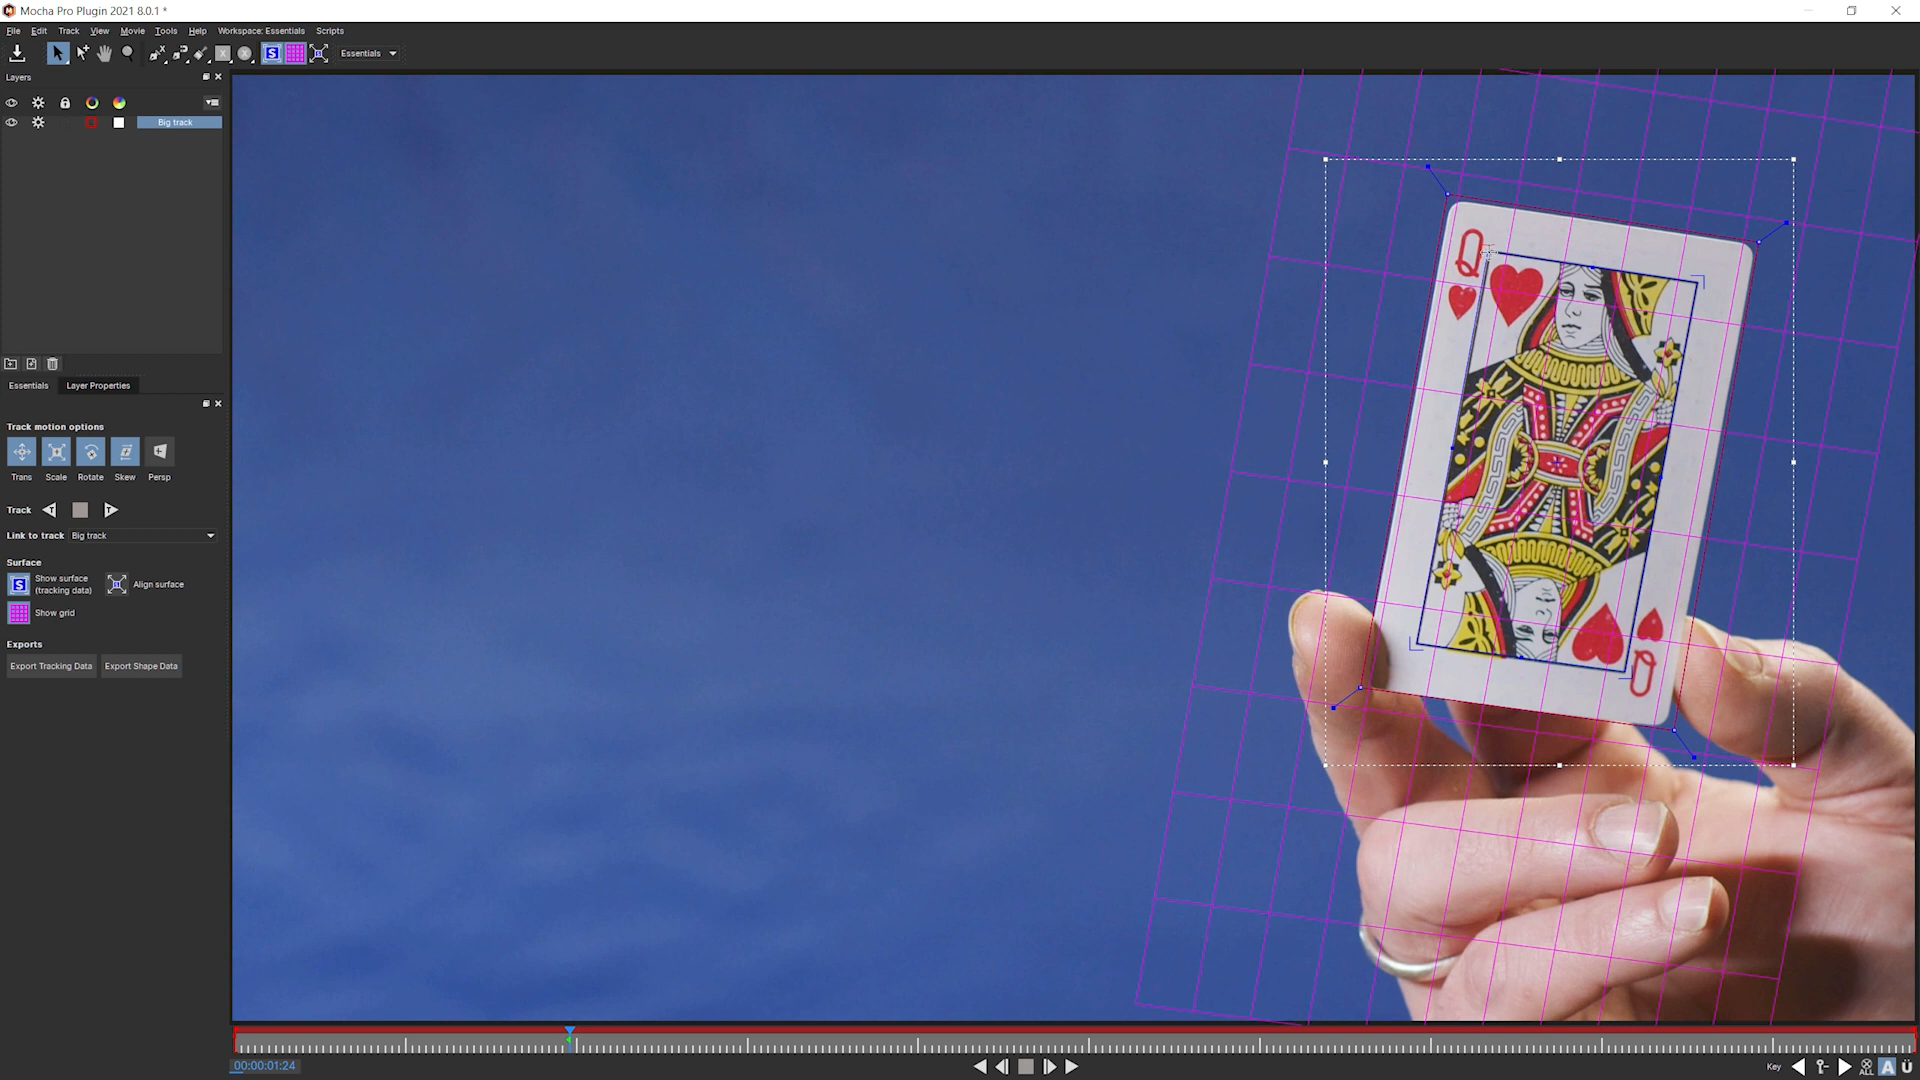 Mocha Pro Plugin 2021 8.0.1 *
File Edit Track View Movie Tools Help Workspace: Essentials Scripts
Essentials
Layers
Big track
Essentials Layer Properties
Track motion options
Trans Scale Rotate Skew Persp
Track T T
Link to track Big track
Surface
S Show surface (tracking data) Align surface
Show grid
Exports
Export Tracking Data Export Shape Data
Q
Q
00:00:01:24
Key ALL A Ü